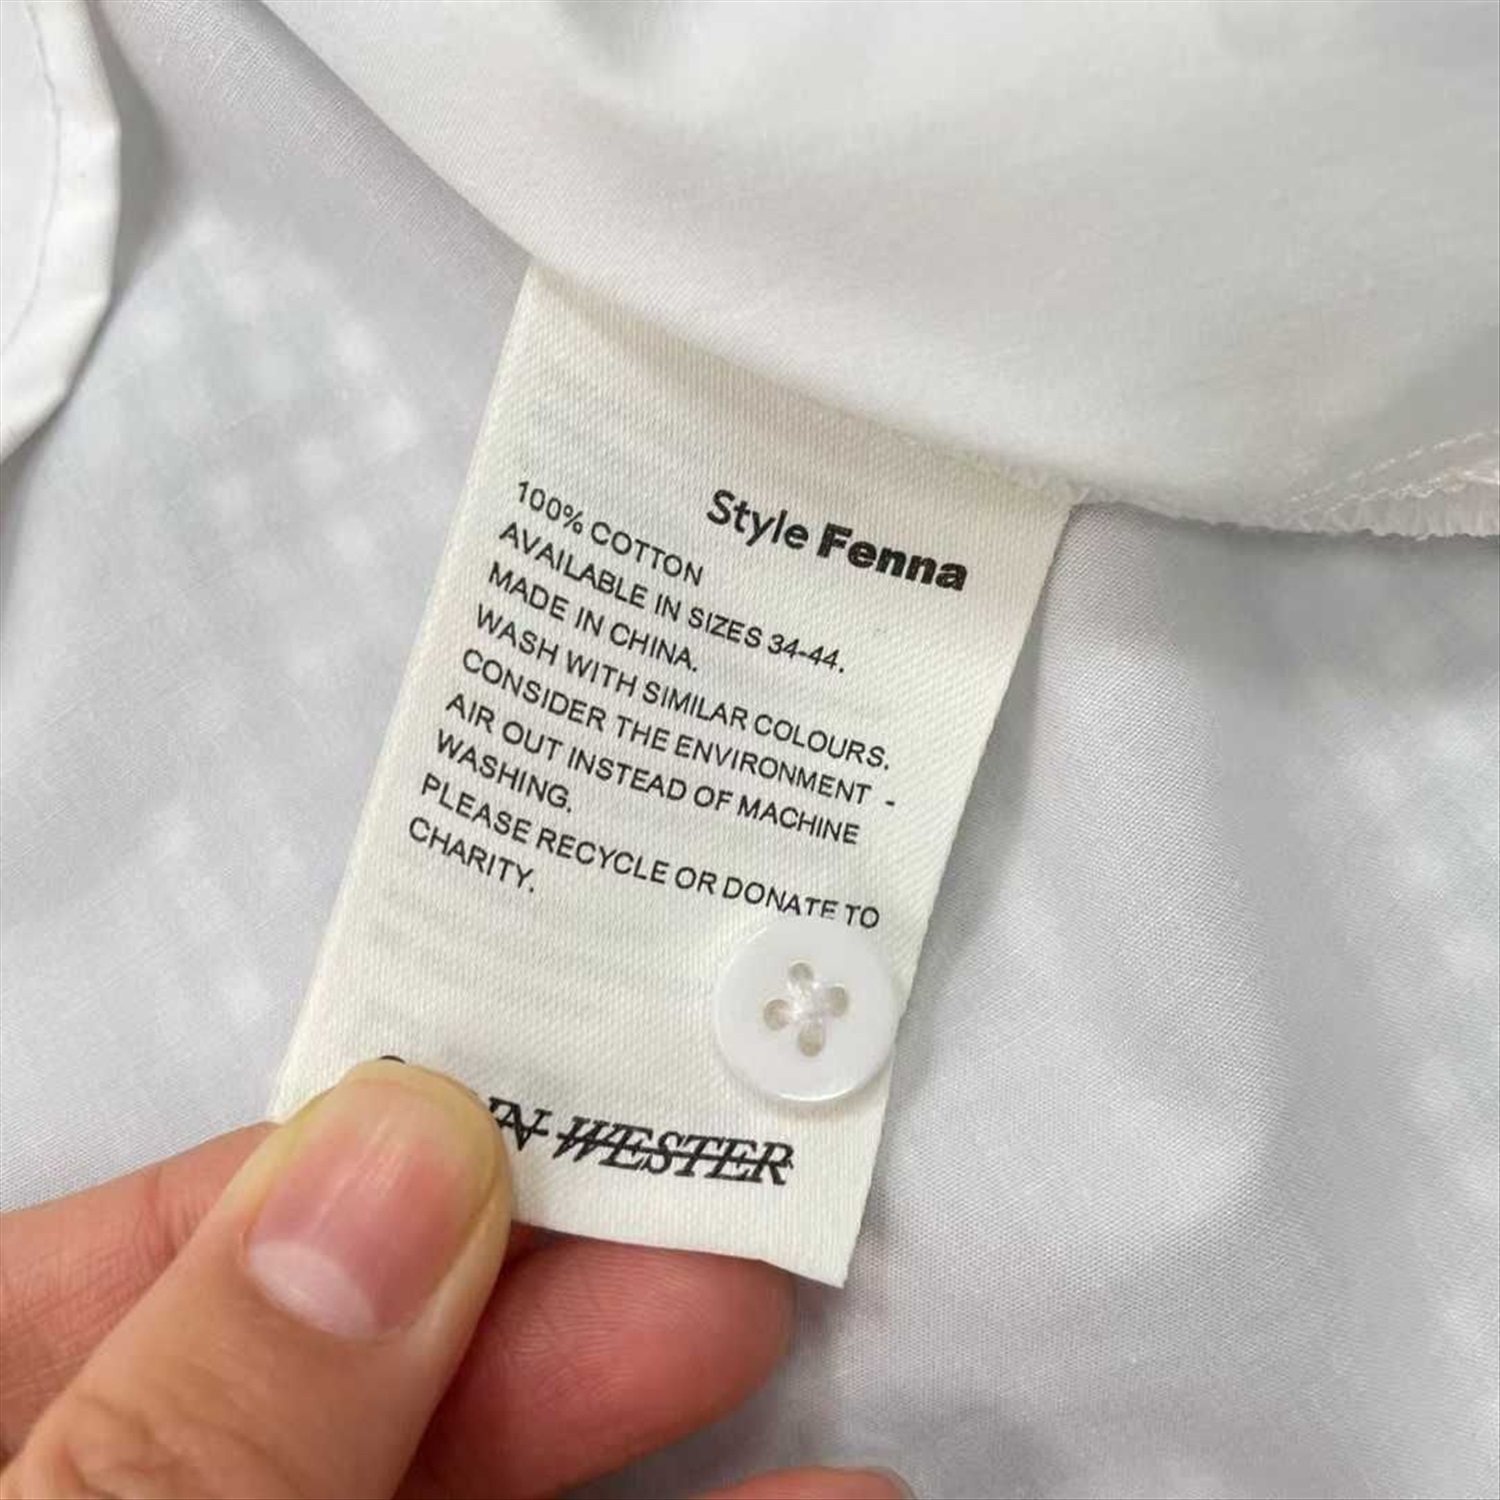 Style Fenna
100% COTTON
AVAILABLE IN SIZES 34-44.
MADE IN CHINA.
WASH WITH SIMILAR COLOURS.
CONSIDER THE ENVIRONMENT -
AIR OUT INSTEAD OF MACHINE
WASHING.
PLEASE RECYCLE OR DONATE TO
CHARITY.
WESTER